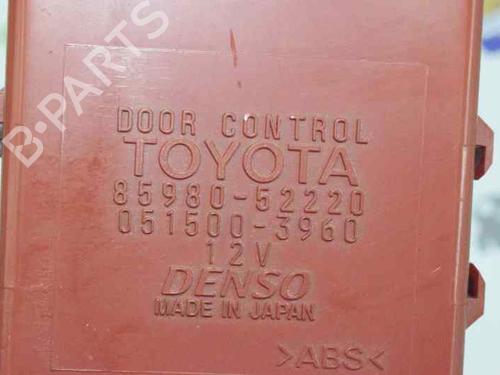 B-PARTS
DOOR CONTROL
TOYOTA
85980-52220
051500-3960
12V
DENSO
MADE IN JAPAN
>ABS<